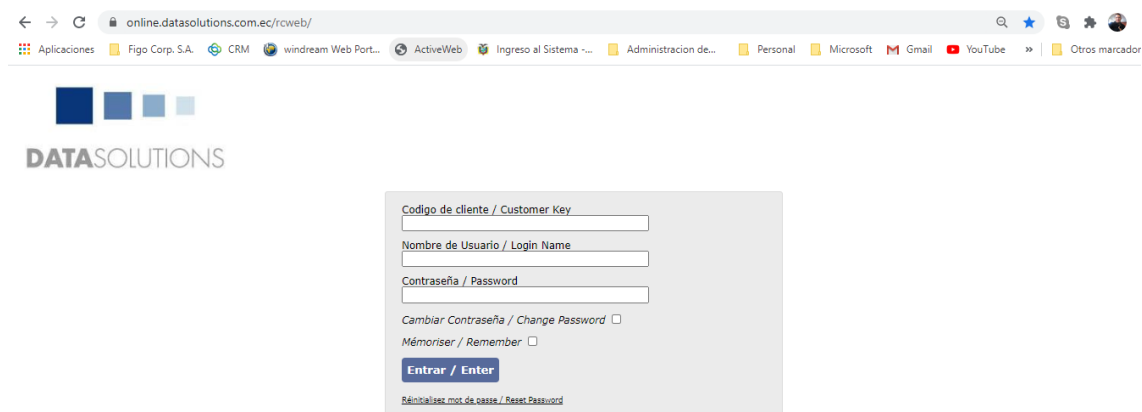 online.datasolutions.com.ec/rcweb/
Aplicaciones Figo Corp. S.A. CRM windream Web Port... ActiveWeb Ingreso al Sistema -... Administracion de... Personal Microsoft Gmail YouTube » Otros marcador
DATASOLUTIONS
Codigo de cliente / Customer Key
Nombre de Usuario / Login Name
Contraseña / Password
Cambiar Contraseña / Change Password
Mémoriser / Remember
Entrar / Enter
Réinitialisez mot de passe / Reset Password